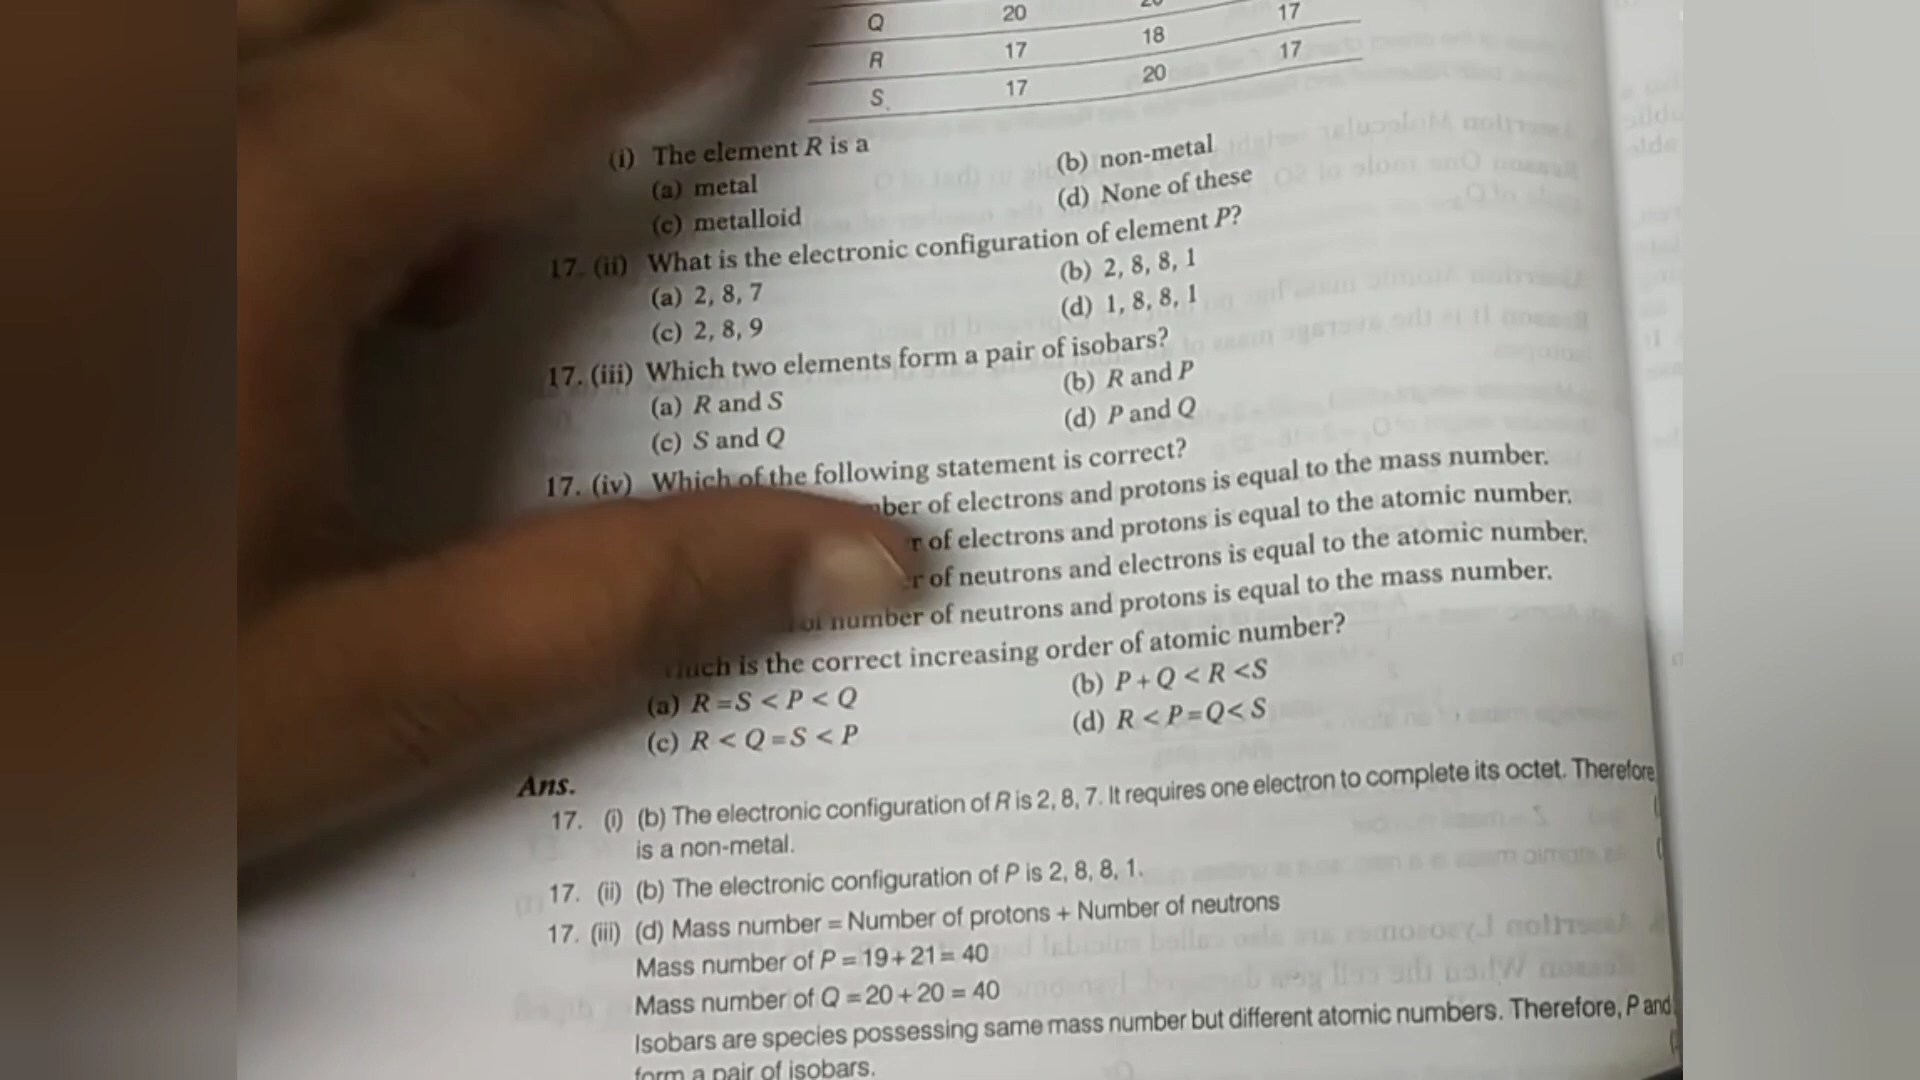 Q 20 20 17
R 17 18 17
S 17 20
(i) The element R is a
(a) metal (b) non-metal
(c) metalloid (d) None of these
17. (ii) What is the electronic configuration of element P?
(a) 2, 8, 7 (b) 2, 8, 8, 1
(c) 2, 8, 9 (d) 1, 8, 8, 1
17. (iii) Which two elements form a pair of isobars?
(a) R and S (b) R and P
(c) S and Q (d) P and Q
17. (iv) Which of the following statement is correct?
of electrons and protons is equal to the mass number.
of electrons and protons is equal to the atomic number.
of neutrons and electrons is equal to the atomic number.
number of neutrons and protons is equal to the mass number.
is the correct increasing order of atomic number?
(a) R = S < P < Q (b) P + Q < R < S
(c) R < Q = S < P (d) R < P = Q < S
Ans.
17. (i) (b) The electronic configuration of R is 2, 8, 7. It requires one electron to complete its octet. Therefore
is a non-metal.
17. (ii) (b) The electronic configuration of P is 2, 8, 8, 1.
17. (iii) (d) Mass number = Number of protons + Number of neutrons
Mass number of P = 19 + 21 = 40
Mass number of Q = 20 + 20 = 40
Isobars are species possessing same mass number but different atomic numbers. Therefore, P and
form a pair of isobars.